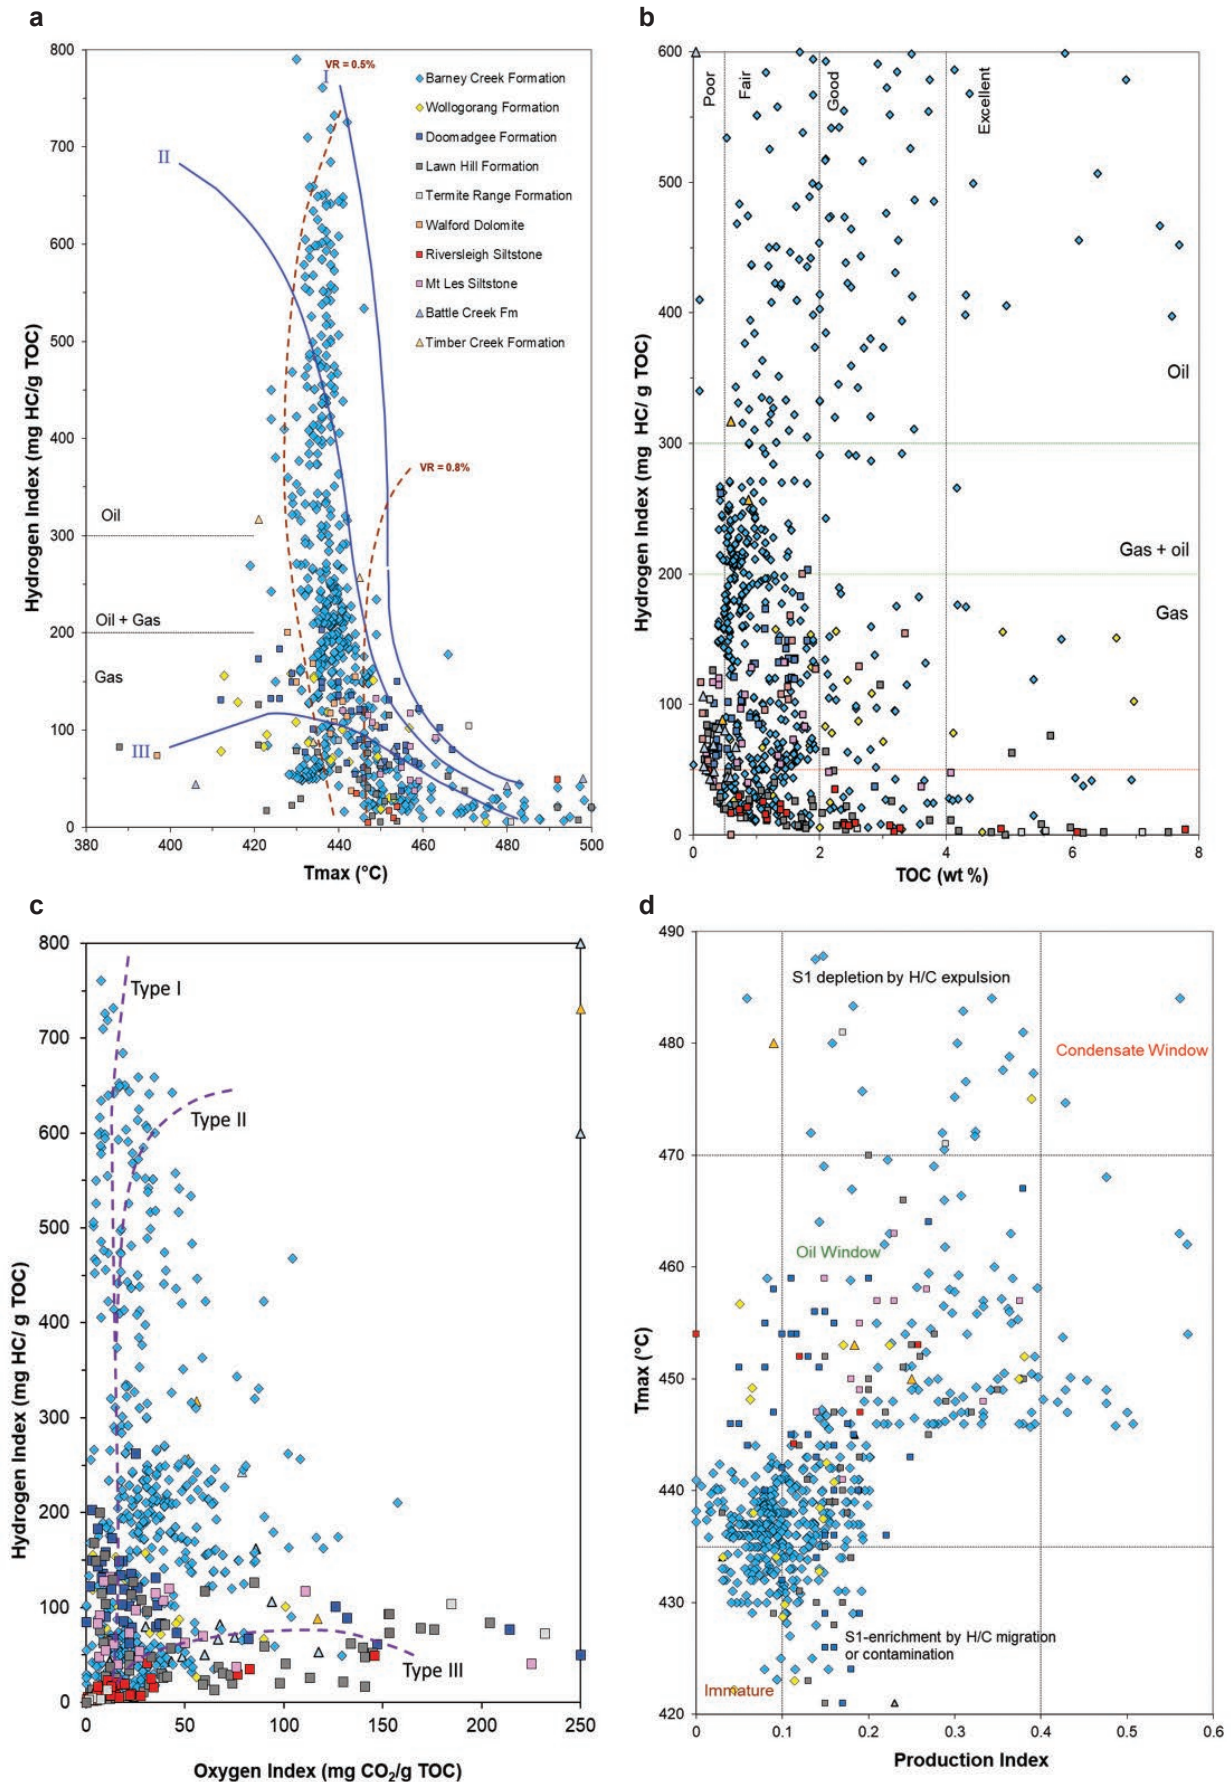 a
800
700
600
500
400
300
200
100
0
380
400
420
440
460
480
500
Hydrogen Index (mg HC/g TOC)
Tmax (°C)
VR = 0.5%
I
II
III
VR = 0.8%
Oil
Oil + Gas
Gas
Barney Creek Formation
Wollogorang Formation
Doomadgee Formation
Lawn Hill Formation
Termite Range Formation
Walford Dolomite
Riversleigh Siltstone
Mt Les Siltstone
Battle Creek Fm
Timber Creek Formation
b
600
500
400
300
200
100
0
0
2
4
6
8
Hydrogen Index (mg HC/ g TOC)
TOC (wt %)
Poor
Fair
Good
Excellent
Oil
Gas + oil
Gas
c
800
700
600
500
400
300
200
100
0
0
50
100
150
200
250
Hydrogen Index (mg HC/ g TOC)
Oxygen Index (mg CO₂/g TOC)
Type I
Type II
Type III
d
490
480
470
460
450
440
430
420
0
0.1
0.2
0.3
0.4
0.5
0.6
Tmax (°C)
Production Index
S1 depletion by H/C expulsion
Condensate Window
Oil Window
S1-enrichment by H/C migration
or contamination
Immature